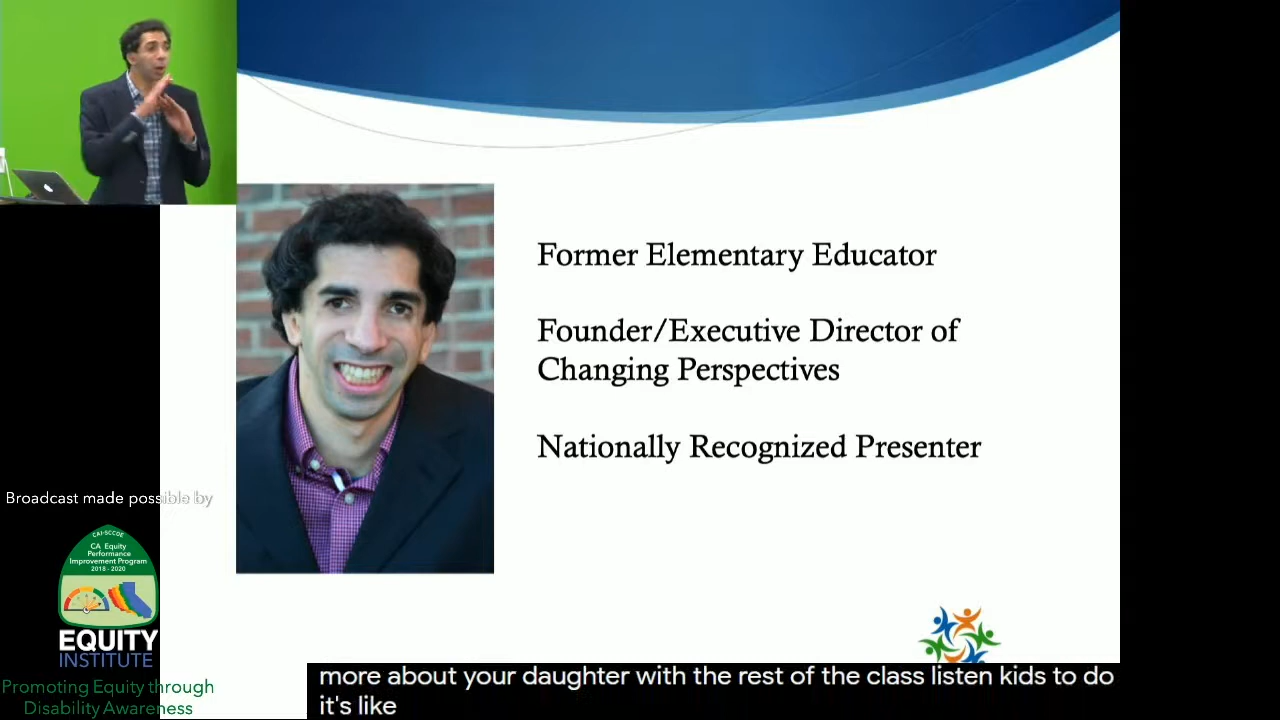 Former Elementary Educator
Founder/Executive Director of
Changing Perspectives
Nationally Recognized Presenter
Broadcast made possible by
CAI-SCCOE
CA Equity
Performance
Improvement Program
2018 - 2020
EQUITY
INSTITUTE
Promoting Equity through
Disability Awareness
more about your daughter with the rest of the class listen kids to do
it's like